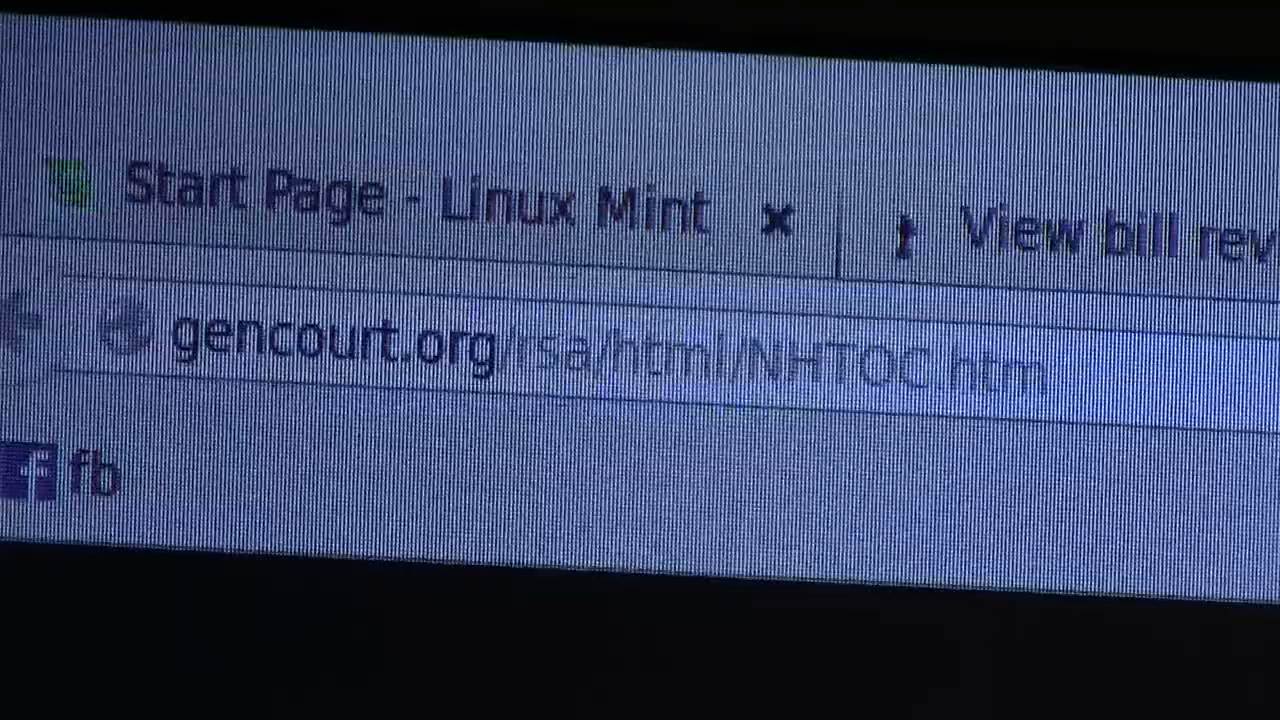 Start Page - Linux Mint × View bill rev
gencourt.org/rsa/html/NHTOC.htm
f fb